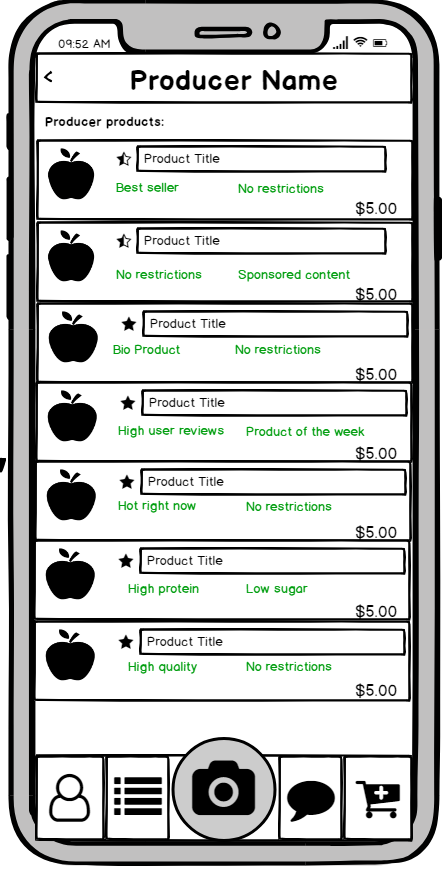 09:52 AM
<
Producer Name
Producer products:
Product Title
Best seller No restrictions
$5.00
Product Title
No restrictions Sponsored content
$5.00
Product Title
Bio Product No restrictions
$5.00
Product Title
High user reviews Product of the week
$5.00
Product Title
Hot right now No restrictions
$5.00
Product Title
High protein Low sugar
$5.00
Product Title
High quality No restrictions
$5.00